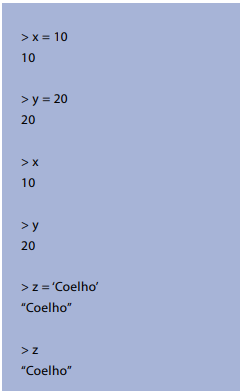 > x = 10
10
> y = 20
20
> x
10
> y
20
> z = ‘Coelho‘
“Coelho”
> z
“Coelho”